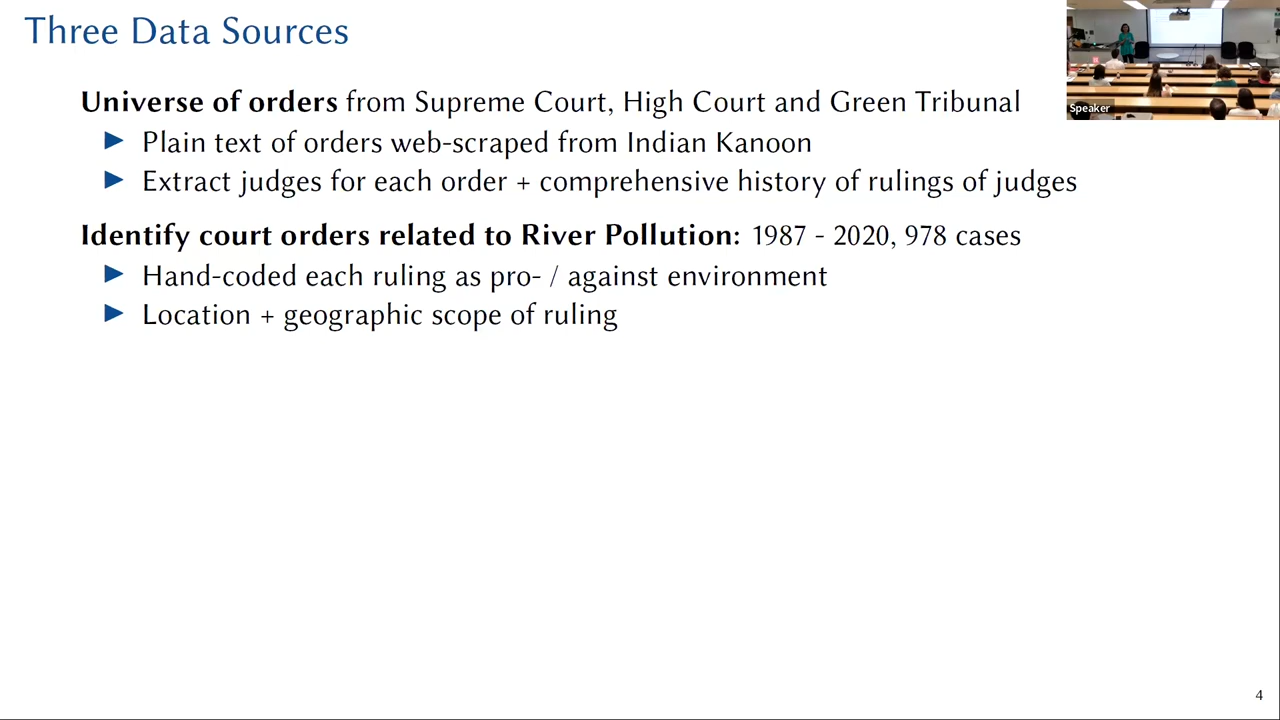 Three Data Sources
Universe of orders from Supreme Court, High Court and Green Tribunal
▶ Plain text of orders web-scraped from Indian Kanoon
▶ Extract judges for each order + comprehensive history of rulings of judges
Identify court orders related to River Pollution: 1987 - 2020, 978 cases
▶ Hand-coded each ruling as pro- / against environment
▶ Location + geographic scope of ruling
Speaker
4